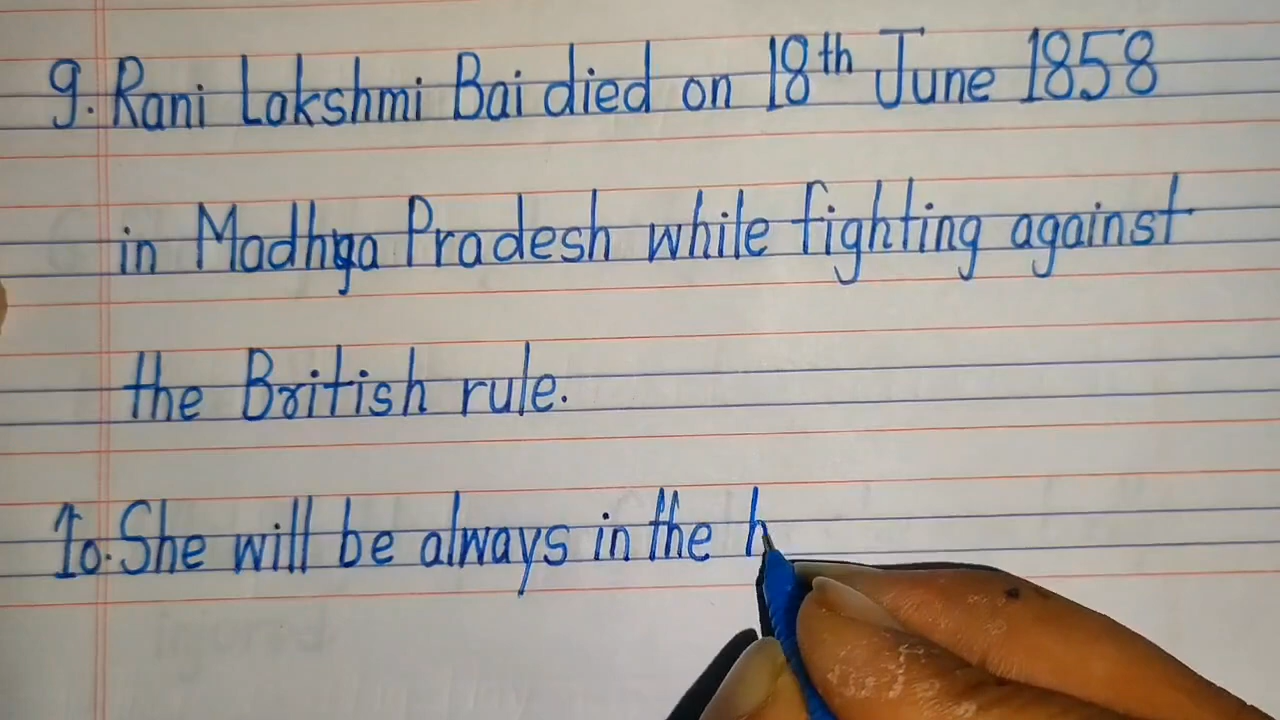 9. Rani Lakshmi Bai died on 18th June 1858
in Madhya Pradesh while fighting against
the British rule.
10. She will be always in the h